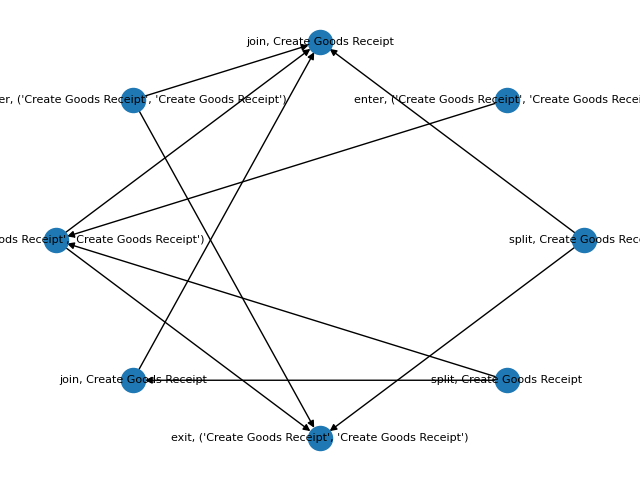 join, Create Goods Receipt
er, ('Create Goods Receipt', 'Create Goods Receipt')
enter, ('Create Goods Receipt', 'Create Goods Recei
ods Receipt', 'Create Goods Receipt')
split, Create Goods Rece
join, Create Goods Receipt
split, Create Goods Receipt
exit, ('Create Goods Receipt', 'Create Goods Receipt')